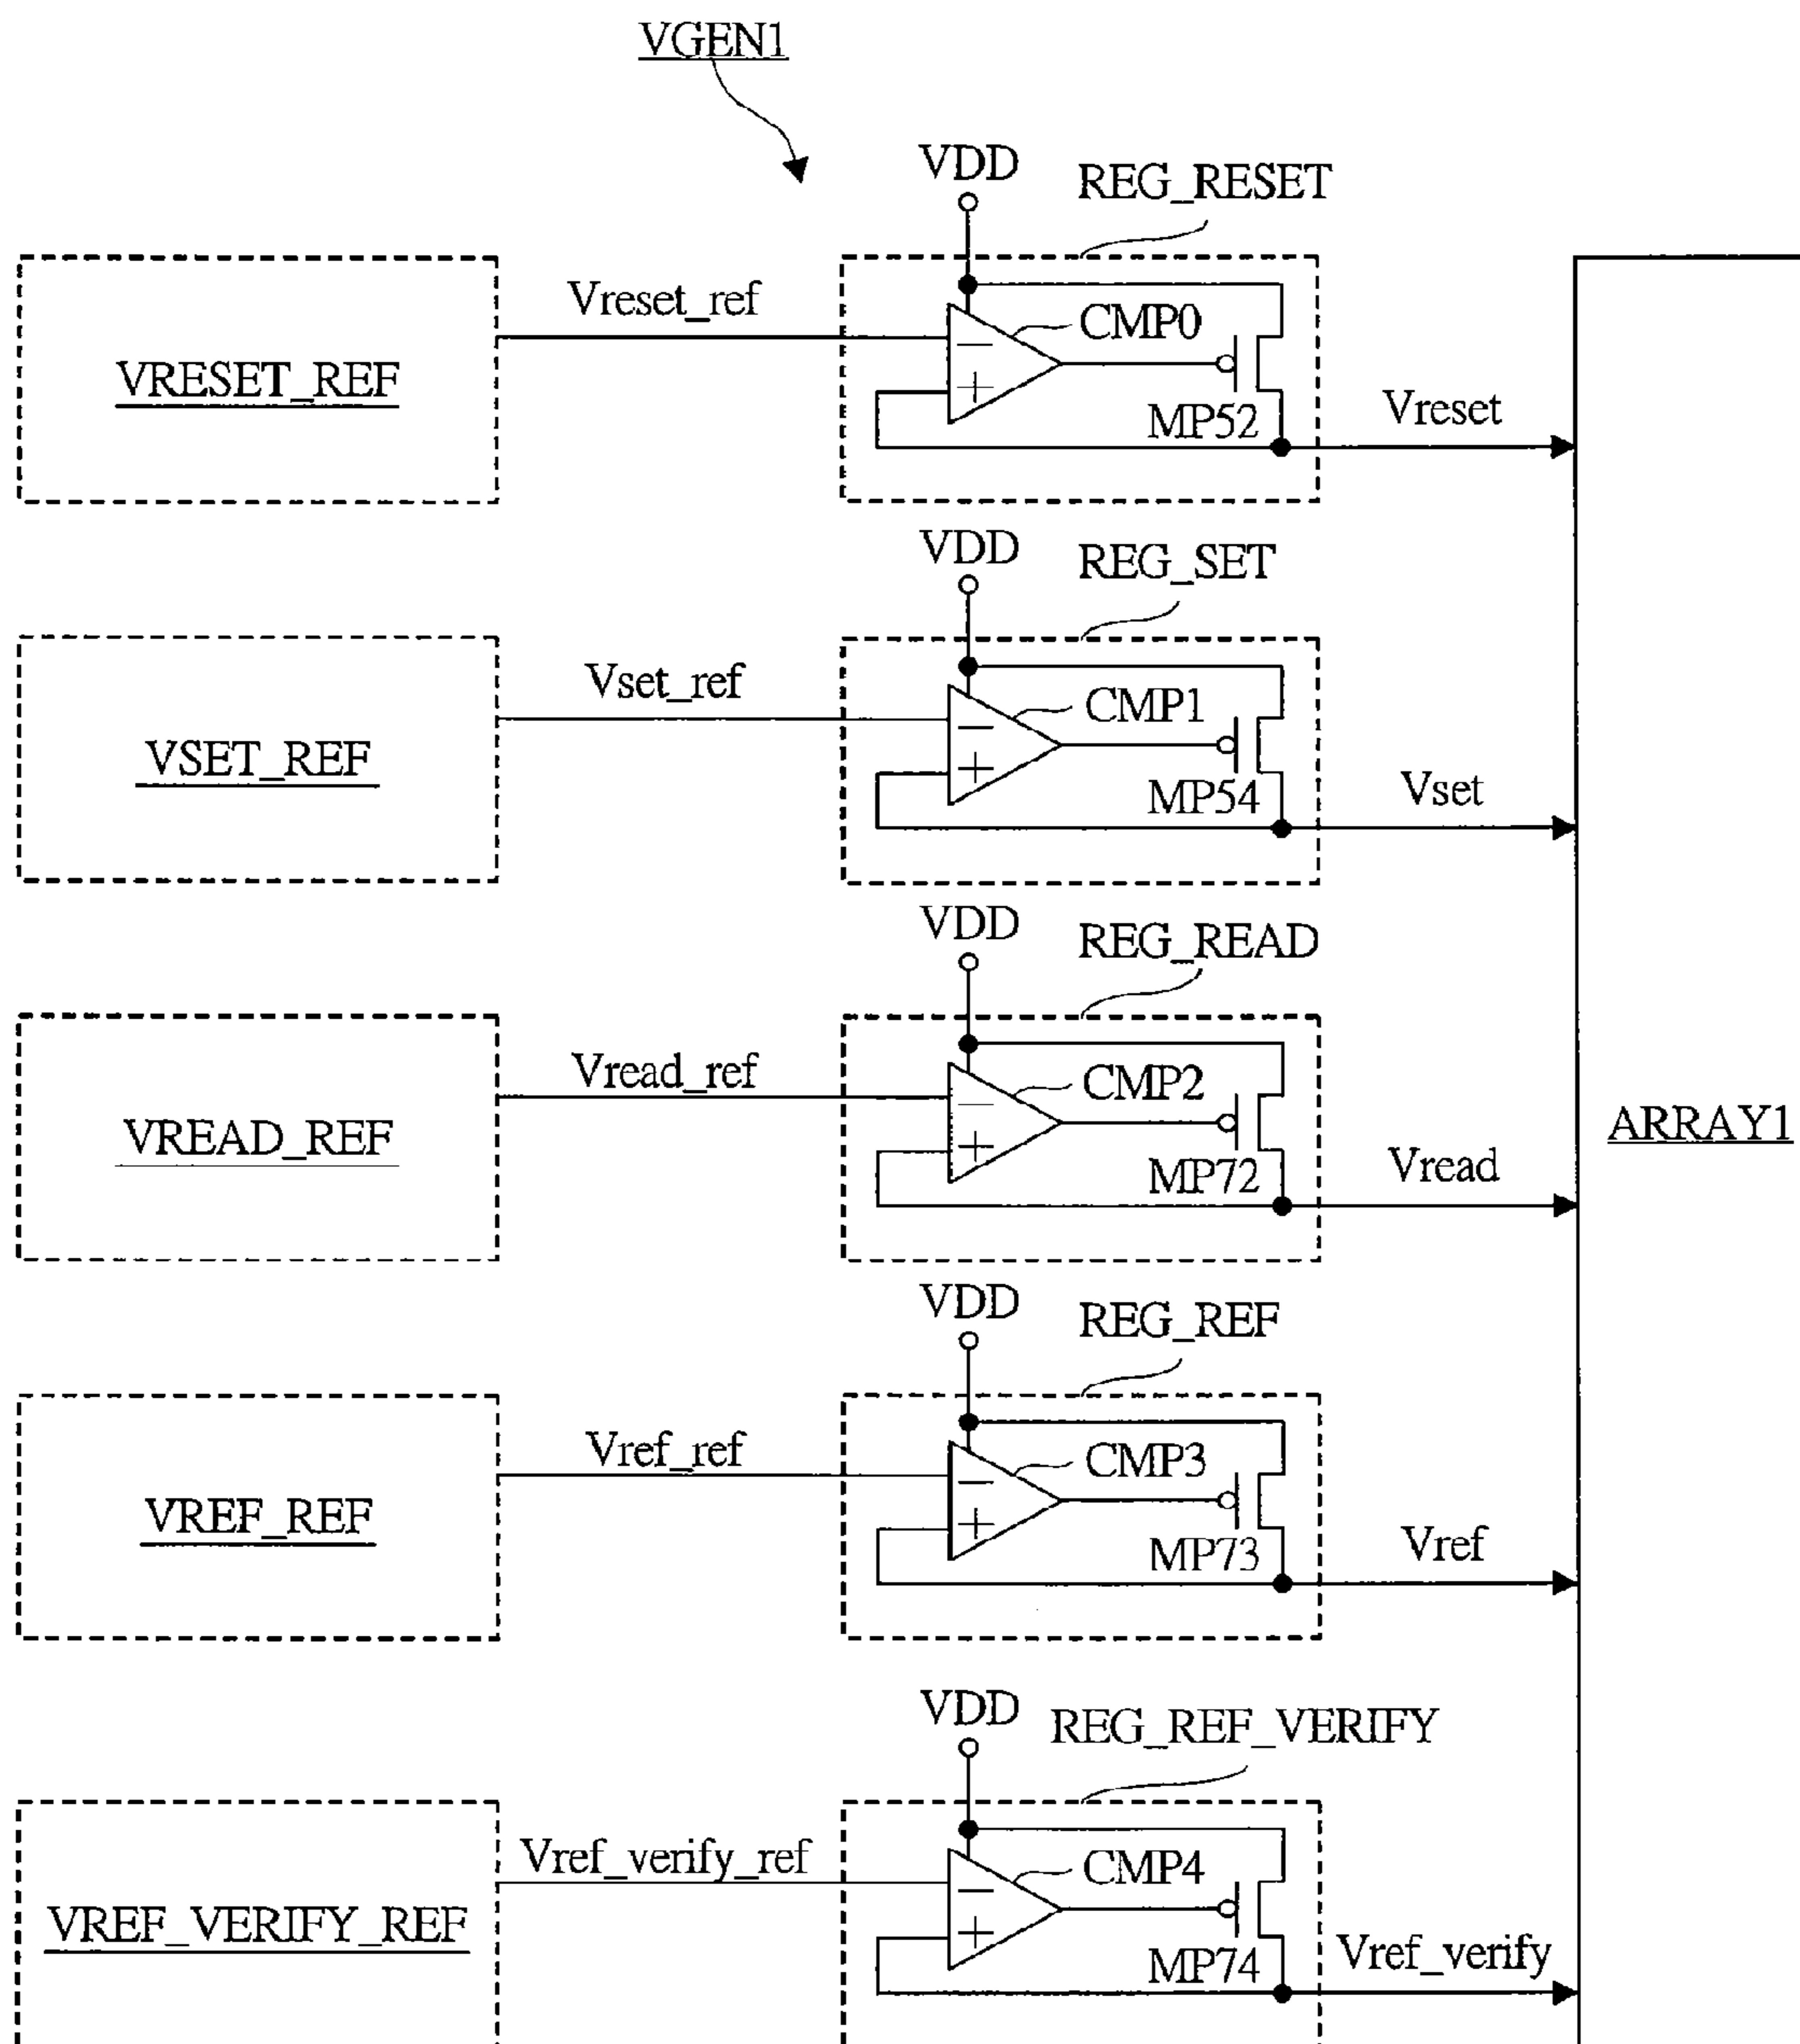 VGEN1
VDD
REG_RESET
Vreset_ref
CMP0
VRESET_REF
MP52
Vreset
VDD
REG_SET
Vset_ref
CMP1
VSET_REF
MP54
Vset
VDD
REG_READ
Vread_ref
CMP2
VREAD_REF
MP72
Vread
ARRAY1
VDD
REG_REF
Vref_ref
CMP3
VREF_REF
MP73
Vref
VDD
REG_REF_VERIFY
Vref_verify_ref
CMP4
VREF_VERIFY_REF
MP74
Vref_verify